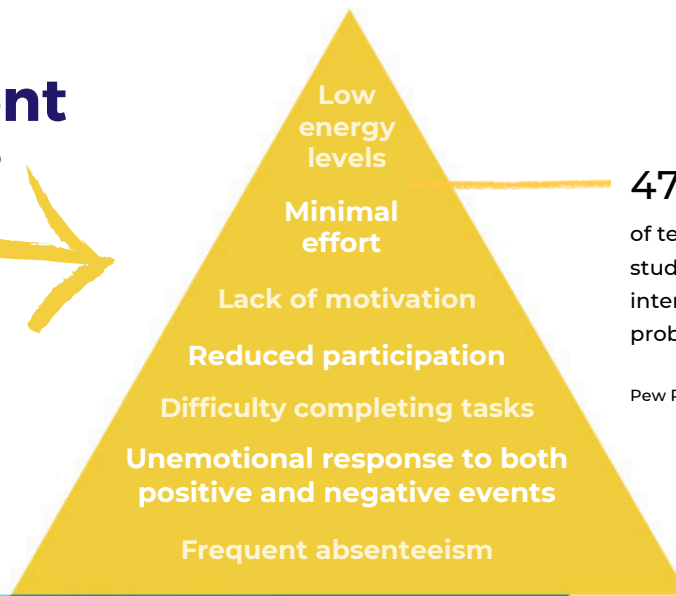 nt
Low
energy
levels
Minimal
effort
Lack of motivation
Reduced participation
Difficulty completing tasks
Unemotional response to both
positive and negative events
Frequent absenteeism
47
of te
stud
inter
prob
Pew